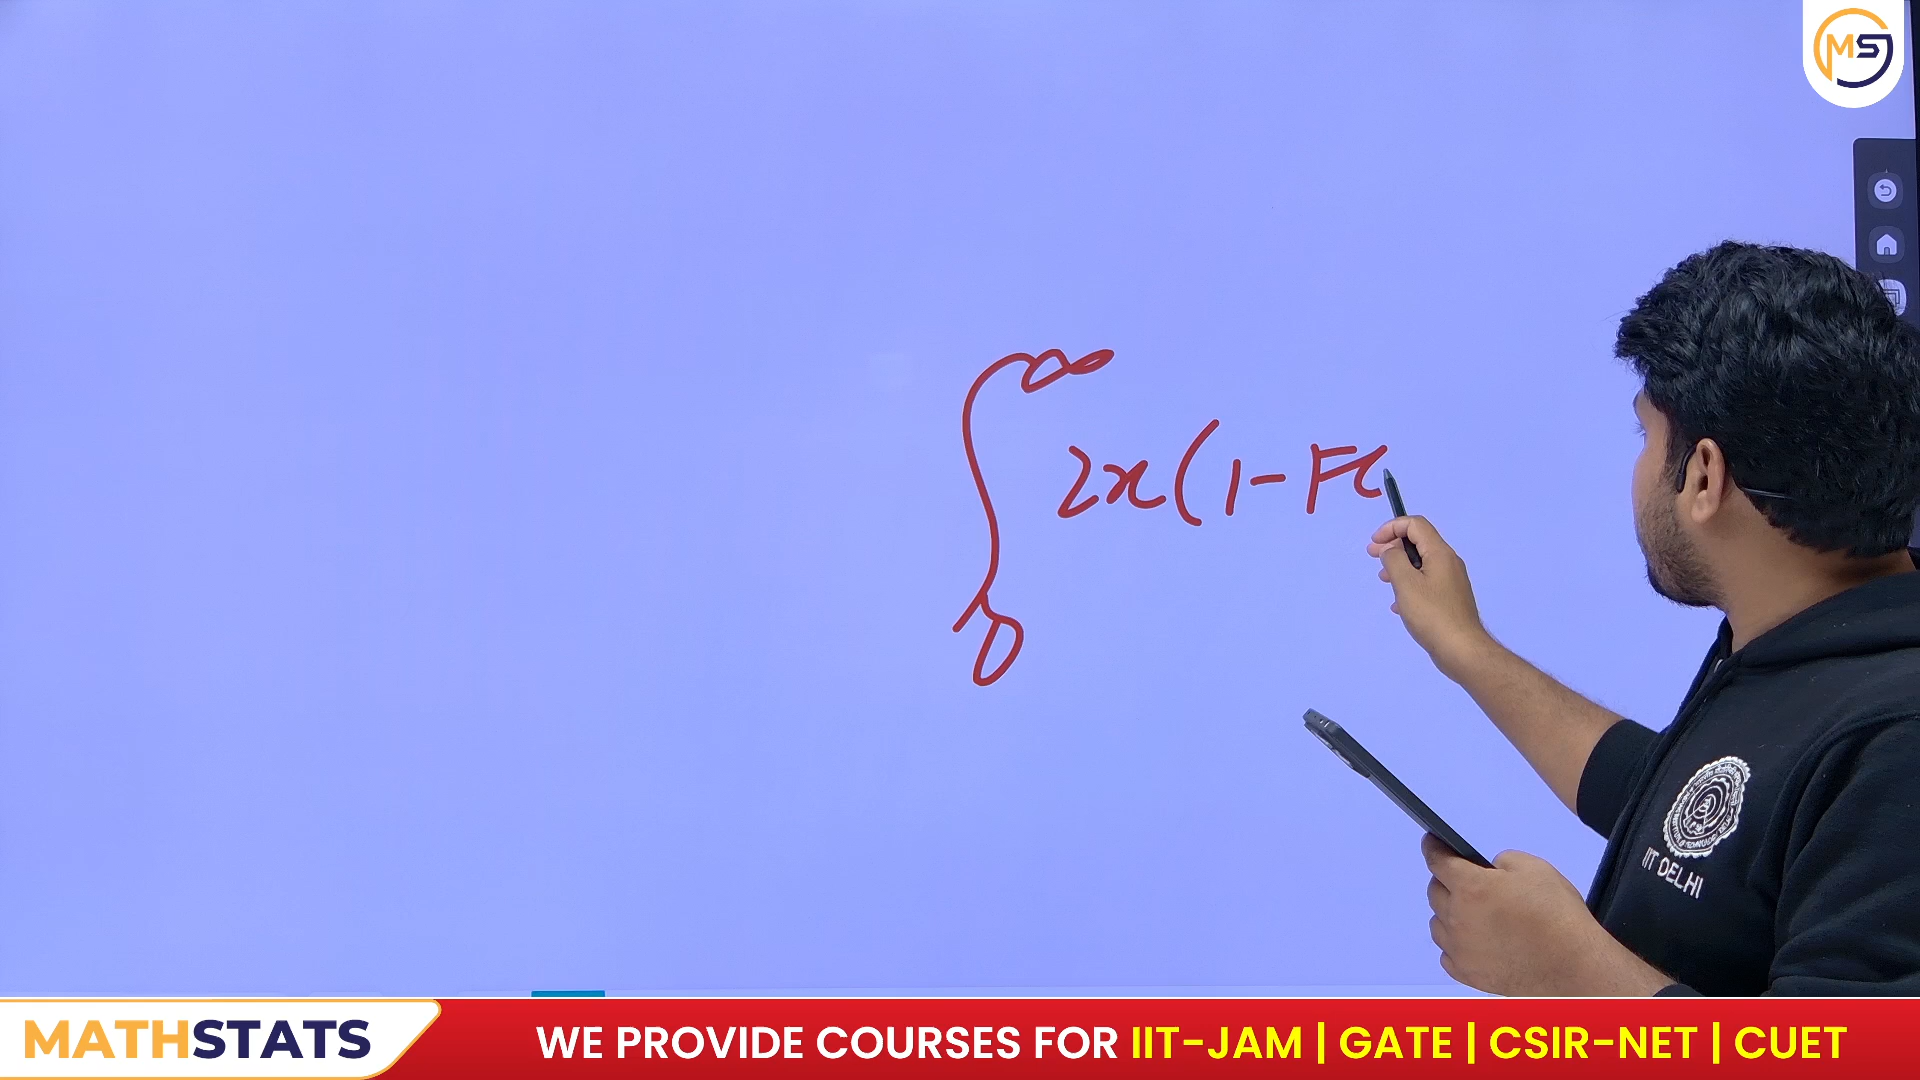 MS
∞
∫ 2x(1-F(
0
IIT DELHI
MATHSTATS
WE PROVIDE COURSES FOR IIT-JAM | GATE | CSIR-NET | CUET